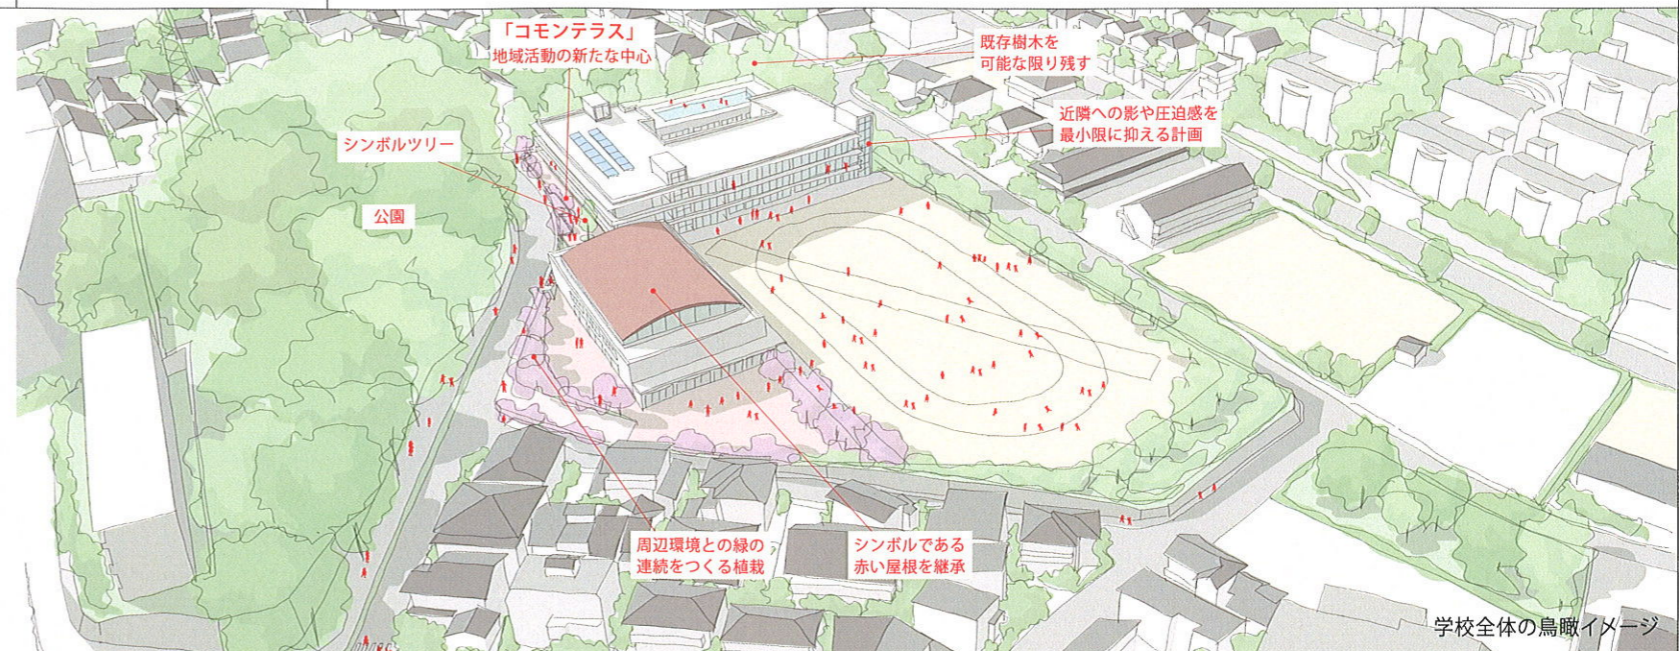 「コモンテラス」
地域活動の新たな中心
既存樹木を
可能な限り残す
近隣への影や圧迫感を
最小限に抑える計画
シンボルツリー
公園
周辺環境との緑の
連続をつくる植栽
シンボルである
赤い屋根を継承
学校全体の鳥瞰イメージ